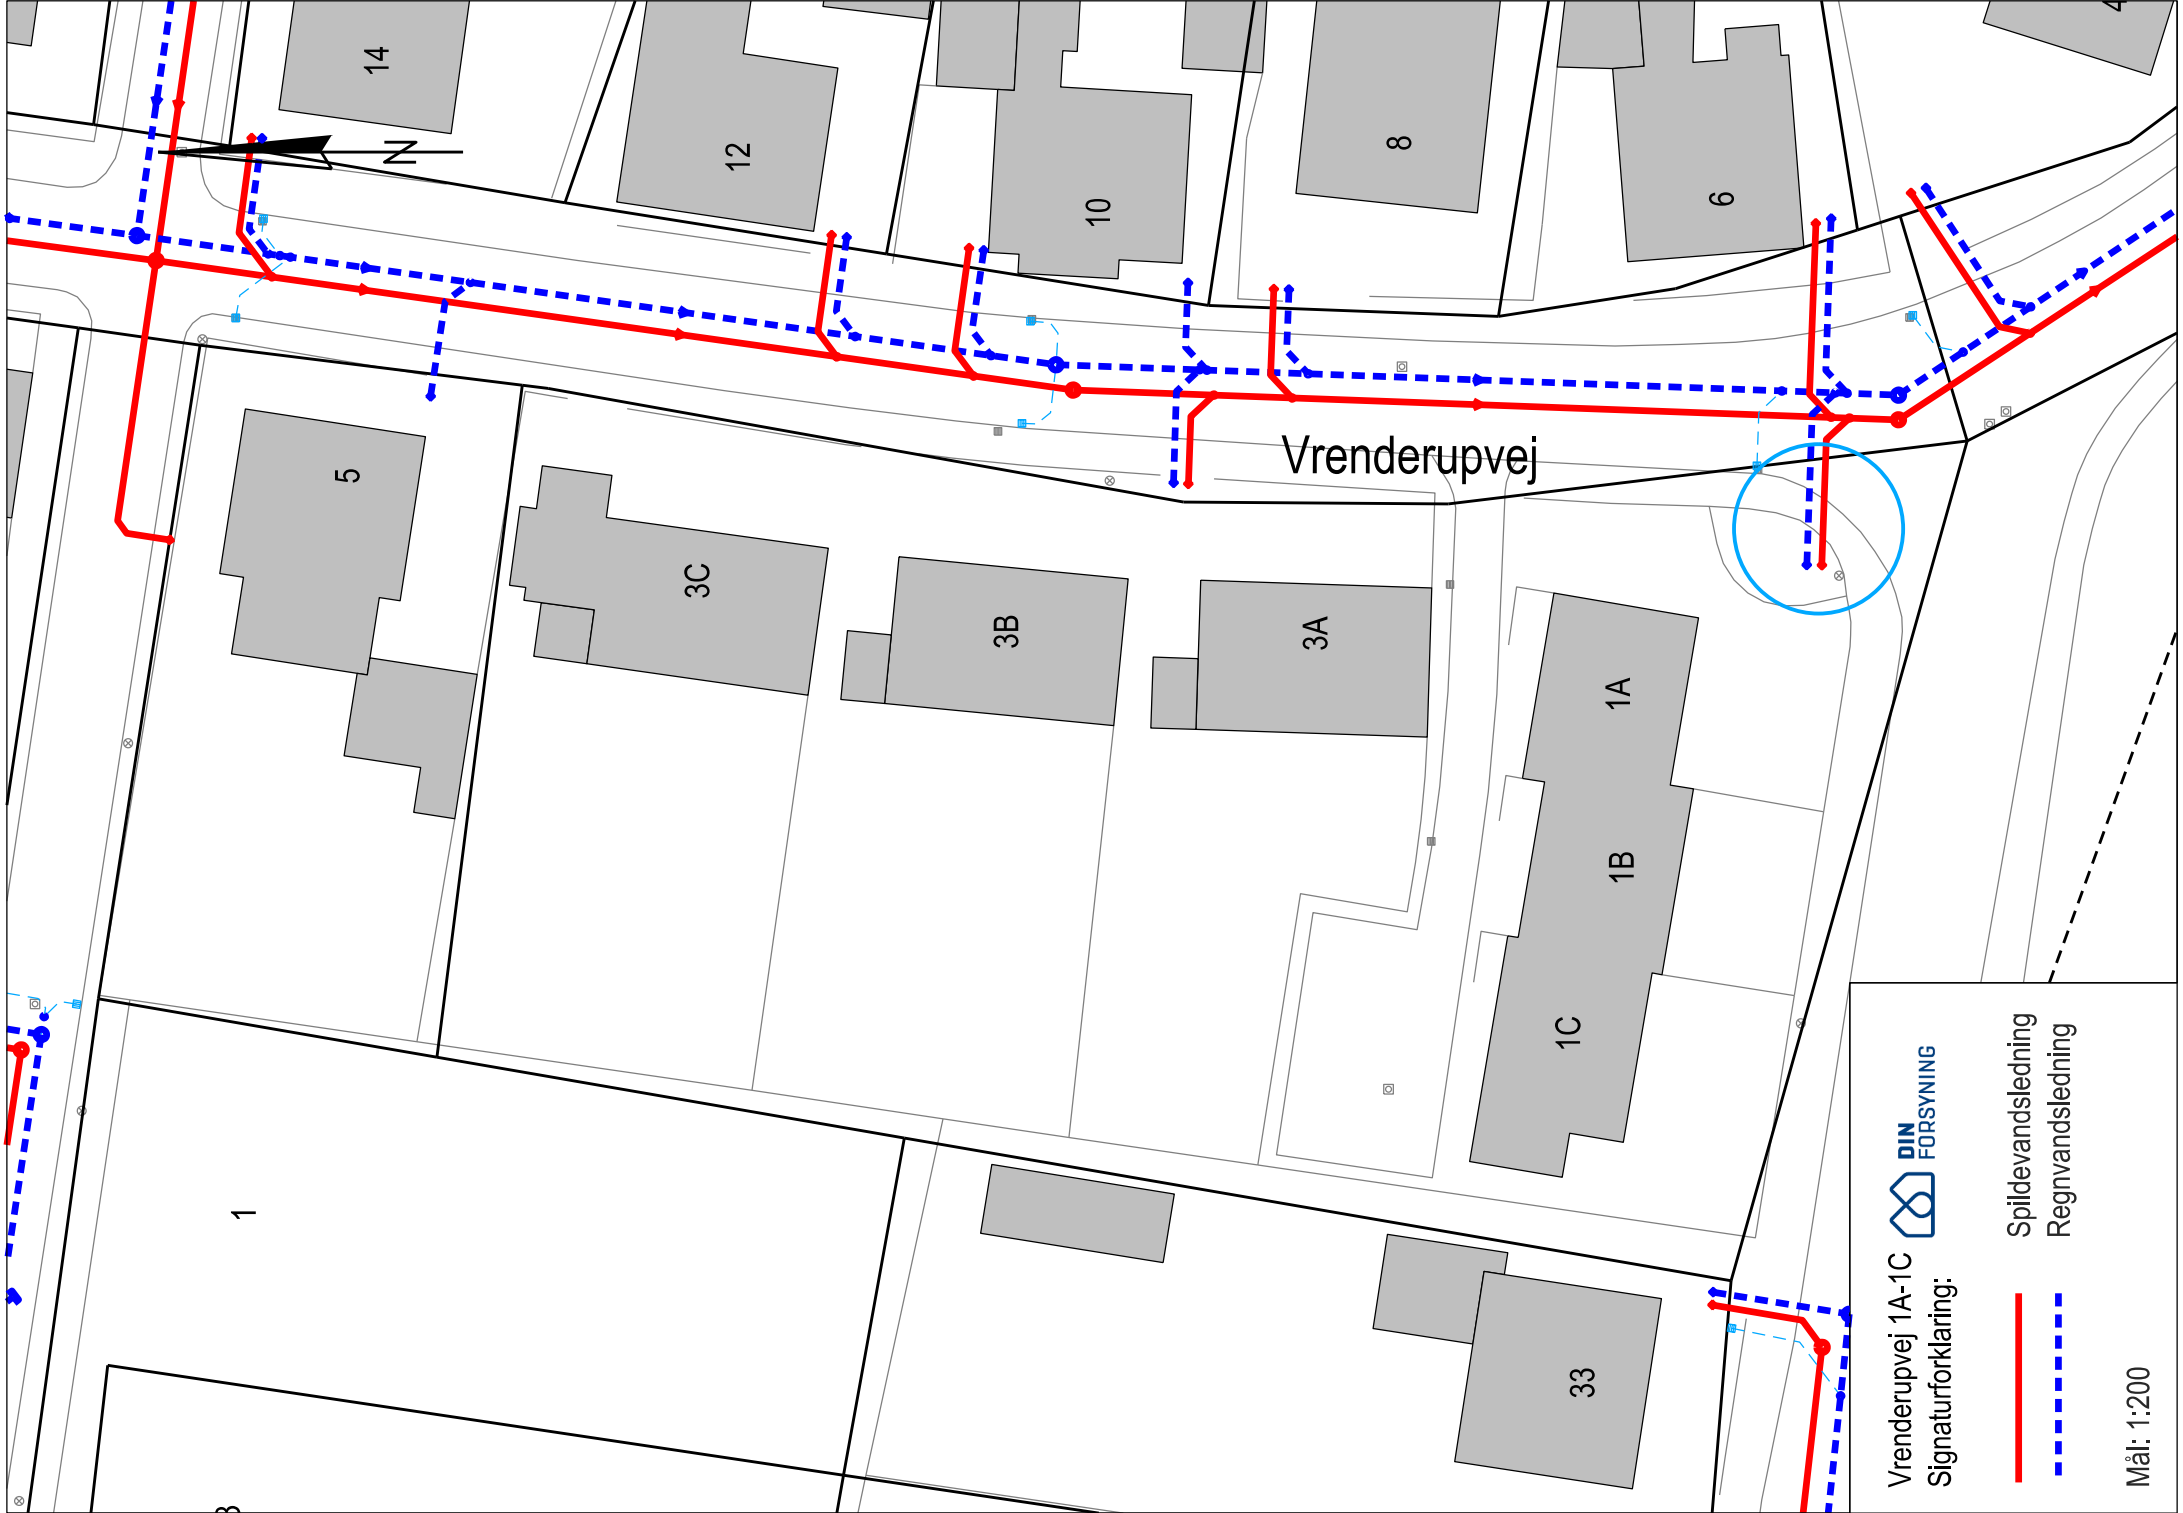 14
12
10
8
6
4
N
5
3C
3B
3A
Vrenderupvej
1A
1B
1C
1
33
Vrenderupvej 1A-1C
DIN
FORSYNING
Signaturforklaring:
Spildevandsledning
Regnvandsledning
Mål: 1:200